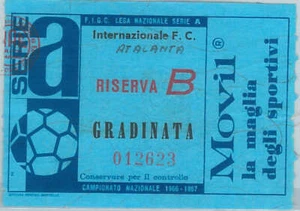 F.I.G.C. LEGA NAZIONALE SERIE A
SERIE
a
Internazionale F. C.
ATALANTA
RISERVA B
GRADINATA
012623
Conservare per il controllo
CAMPIONATO NAZIONALE 1966 - 1967
Movil®
la maglia
degli sportivi